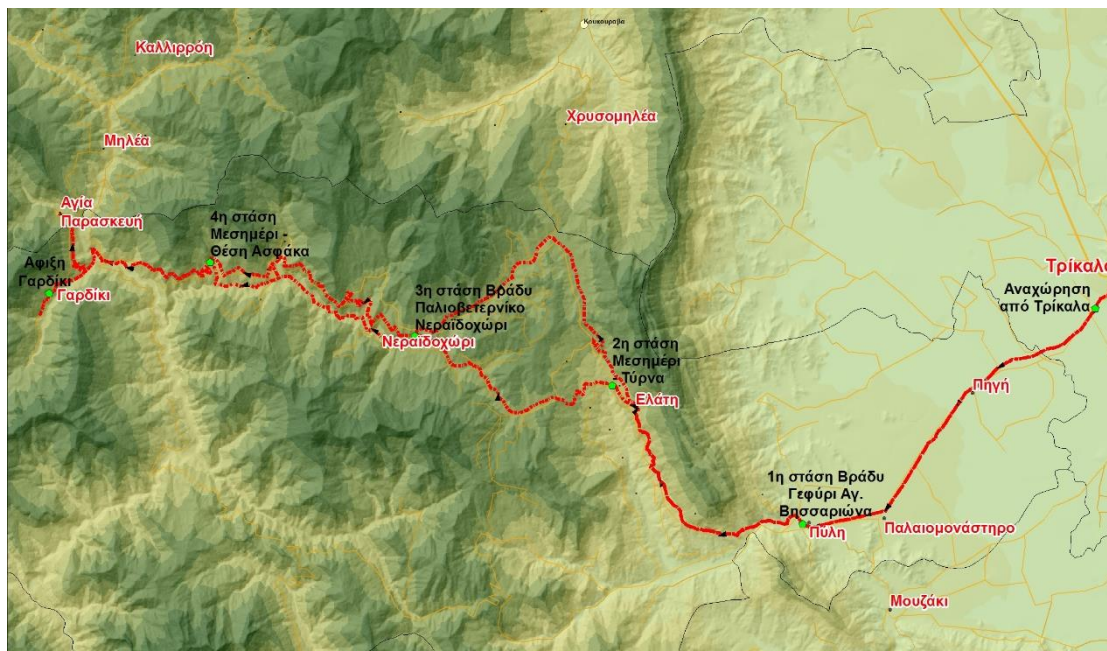 Κουκουράβα
Καλλιρρόη
Χρυσομηλέα
Μηλέά
Αγία
Παρασκευή
4η στάση
Μεσημέρι -
Θέση Ασφάκα
Αφιξη
Γαρδίκι
Γαρδίκι
3η στάση Βράδυ
Παλιοβετερνίκο
Νεραϊδοχώρι
Νεραϊδοχώρι
2η στάση
Μεσημέρι
- Τύρνα
Ελάτη
Τρίκαλα
Αναχώρηση
από Τρίκαλα
Πηγή
1η στάση Βράδυ
Γεφύρι Αγ.
Βησσαριώνα
Πύλη
Παλαιομονάστηρο
Μουζάκι